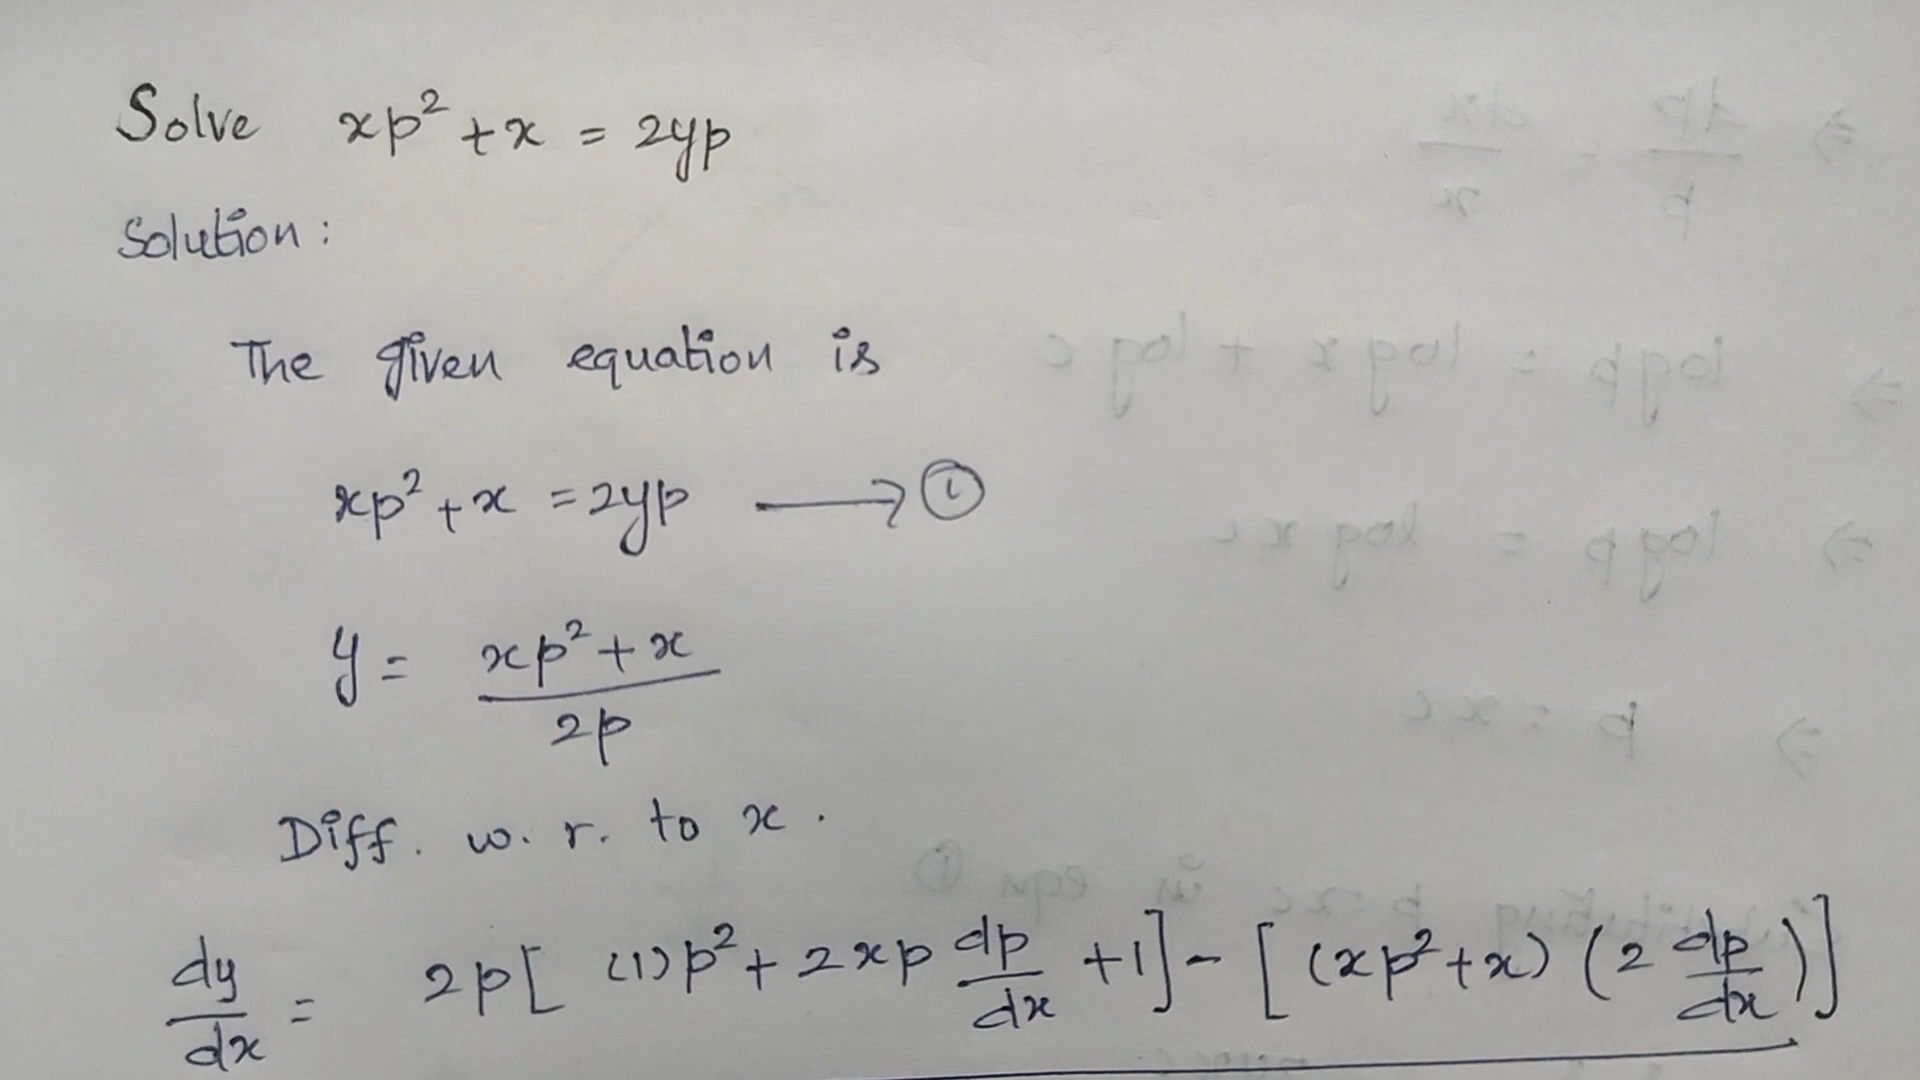 Solve xp² + x = 2yp
Solution:
The given equation is
xp² + x = 2yp ⟶ ①
y = (xp² + x) / 2p
Diff. w. r. to x.
dy/dx = 2p[ (1)p² + 2xp dp/dx + 1] - [ (xp² + x) (2 dp/dx)]